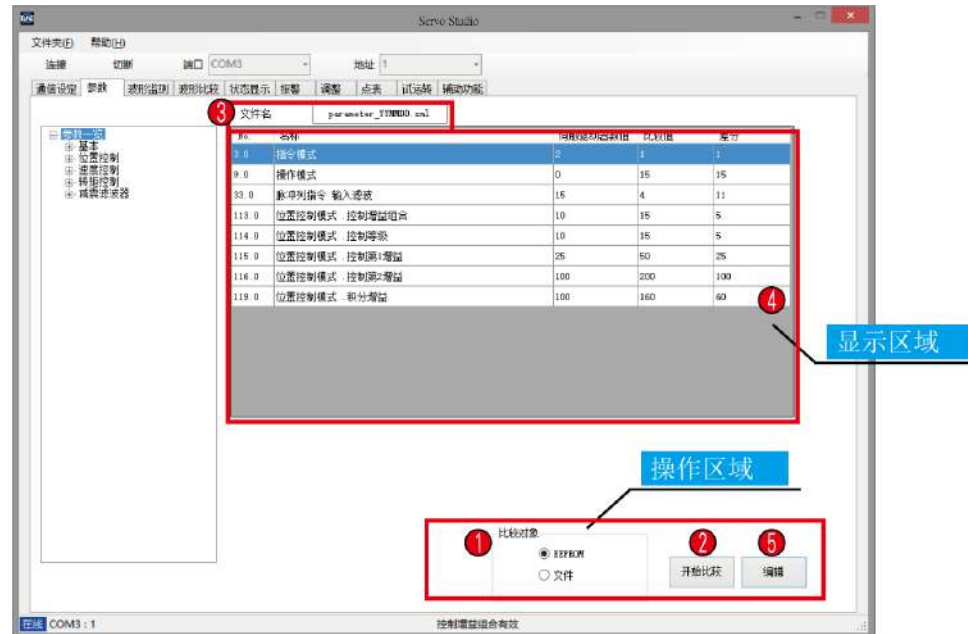 Servo Studio
文件夹(F) 帮助(H)
连接 切断 端口 COM3 地址 1
通信设定 参数 波形监测 波形比较 状态显示 报警 调整 点表 试运转 辅助功能
3 文件名 parameter_YYMMDD.xml
参数一览
基本
位置控制
速度控制
转矩控制
减震滤波器
No. 名称 伺服驱动器数值 比较值 差分
3.0 指令模式 2 1 1
9.0 操作模式 0 15 15
33.0 脉冲列指令 输入滤波 15 4 11
113.0 位置控制模式 .控制增益组合 10 15 5
114.0 位置控制模式 .控制等级 10 15 5
115.0 位置控制模式 .控制第1增益 25 50 25
116.0 位置控制模式 .控制第2增益 100 200 100
119.0 位置控制模式 .积分增益 100 160 60
4
显示区域
操作区域
1 比较对象 2 5
EEPROM
文件
开始比较 编辑
在线 COM3 : 1 控制增益组合有效